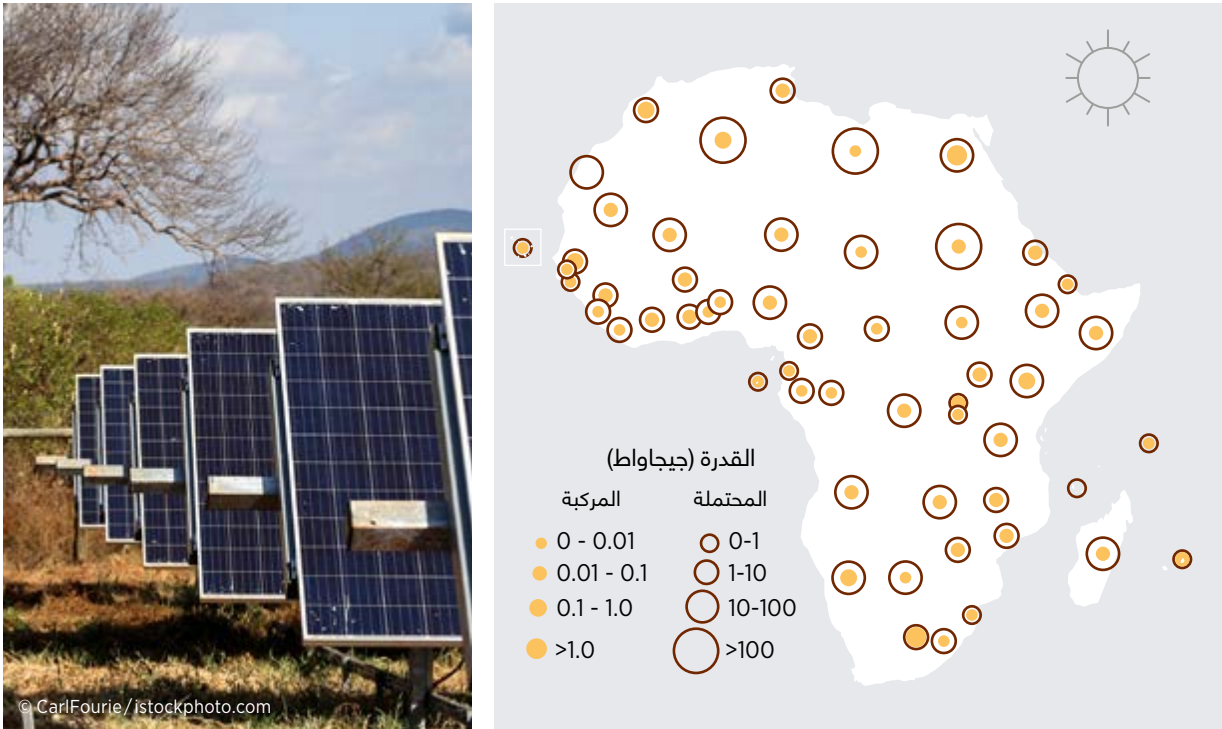 © CarlFourie/istockphoto.com
القدرة (جيجاواط)
المحتملة المركبة
0-1 0 - 0.01
1-10 0.01 - 0.1
10-100 0.1 - 1.0
>100 >1.0